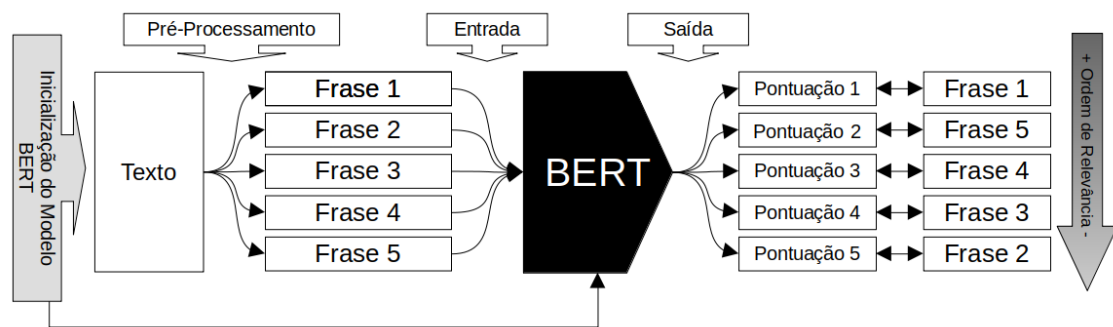 Pré-Processamento
Entrada
Saída
Inicialização do Modelo
BERT
Texto
Frase 1
Frase 2
Frase 3
Frase 4
Frase 5
BERT
Pontuação 1
Frase 1
Pontuação 2
Frase 5
Pontuação 3
Frase 4
Pontuação 4
Frase 3
Pontuação 5
Frase 2
+ Ordem de Relevância -